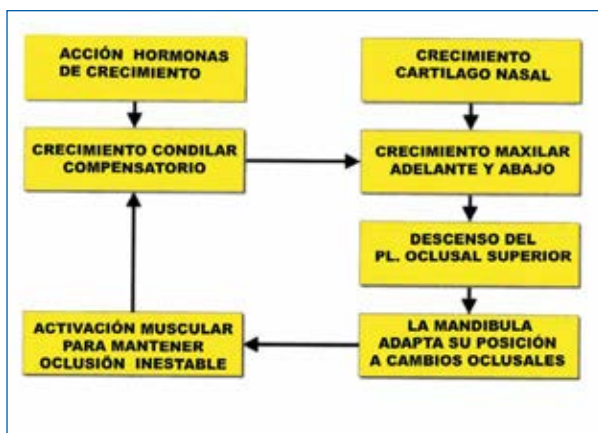 ACCIÓN HORMONAS
DE CRECIMIENTO
CRECIMIENTO
CARTILAGO NASAL
CRECIMIENTO CONDILAR
COMPENSATORIO
CRECIMIENTO MAXILAR
ADELANTE Y ABAJO
DESCENSO DEL
PL. OCLUSAL SUPERIOR
ACTIVACIÓN MUSCULAR
PARA MANTENER
OCLUSIÓN INESTABLE
LA MANDIBULA
ADAPTA SU POSICIÓN
A CAMBIOS OCLUSALES